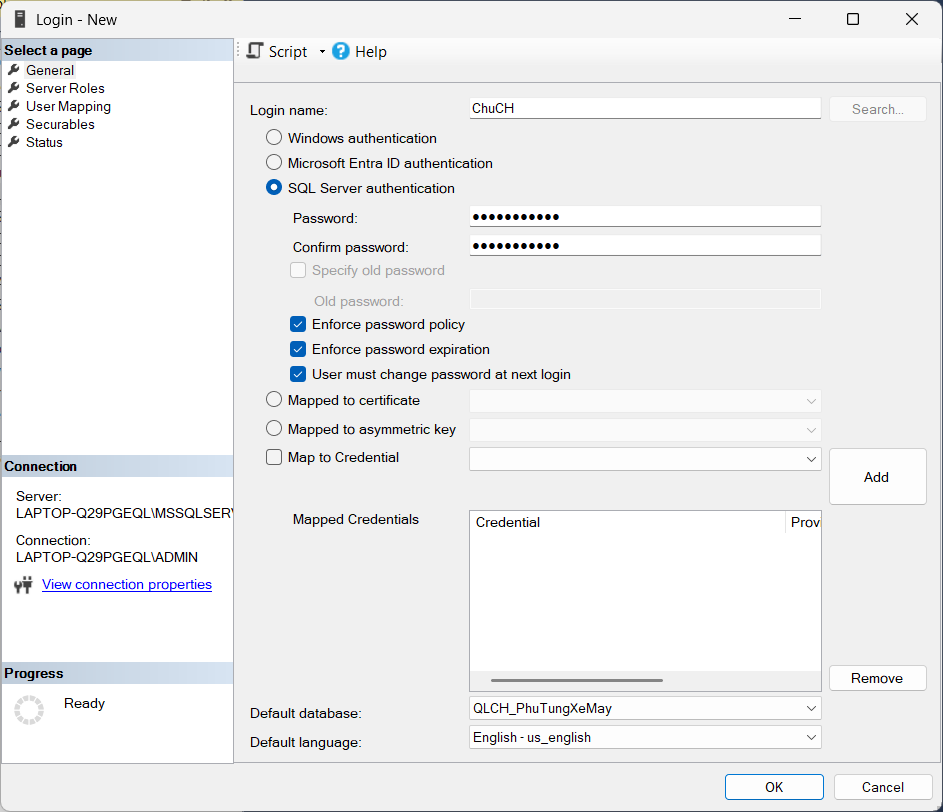 Login - New
Select a page
General
Server Roles
User Mapping
Securables
Status
Script
Help
Login name:
ChuCH
Search...
Windows authentication
Microsoft Entra ID authentication
SQL Server authentication
Password:
●●●●●●●●●●●
Confirm password:
●●●●●●●●●●●
Specify old password
Old password:
Enforce password policy
Enforce password expiration
User must change password at next login
Mapped to certificate
Mapped to asymmetric key
Map to Credential
Add
Mapped Credentials
Credential
Provi
Remove
Default database:
QLCH_PhuTungXeMay
Default language:
English - us_english
Connection
Server:
LAPTOP-Q29PGEQL\MSSQLSERV
Connection:
LAPTOP-Q29PGEQL\ADMIN
View connection properties
Progress
Ready
OK
Cancel